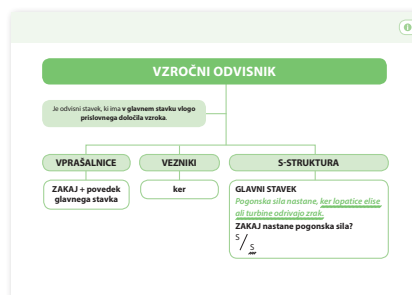 VZROČNI ODVISNIK
Je odvisni stavek, ki ima v glavnem stavku vlogo
prislovnega določila vzroka.
VPRAŠALNICE
VEZNIKI
S-STRUKTURA
ZAKAJ + povedek
glavnega stavka
ker
GLAVNI STAVEK
Pogonska sila nastane, ker lopatice elise
ali turbine odrivajo zrak.
ZAKAJ nastane pogonska sila?
S
/ S